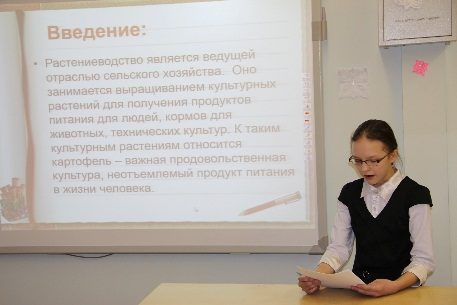 Введение:
• Растениеводство является ведущей
отраслью сельского хозяйства. Оно
занимается выращиванием культурных
растений для получения продуктов
питания для людей, кормов для
животных, технических культур. К таким
культурным растениям относится
картофель – важная продовольственная
культура, неотъемлемый продукт питания
в жизни человека.